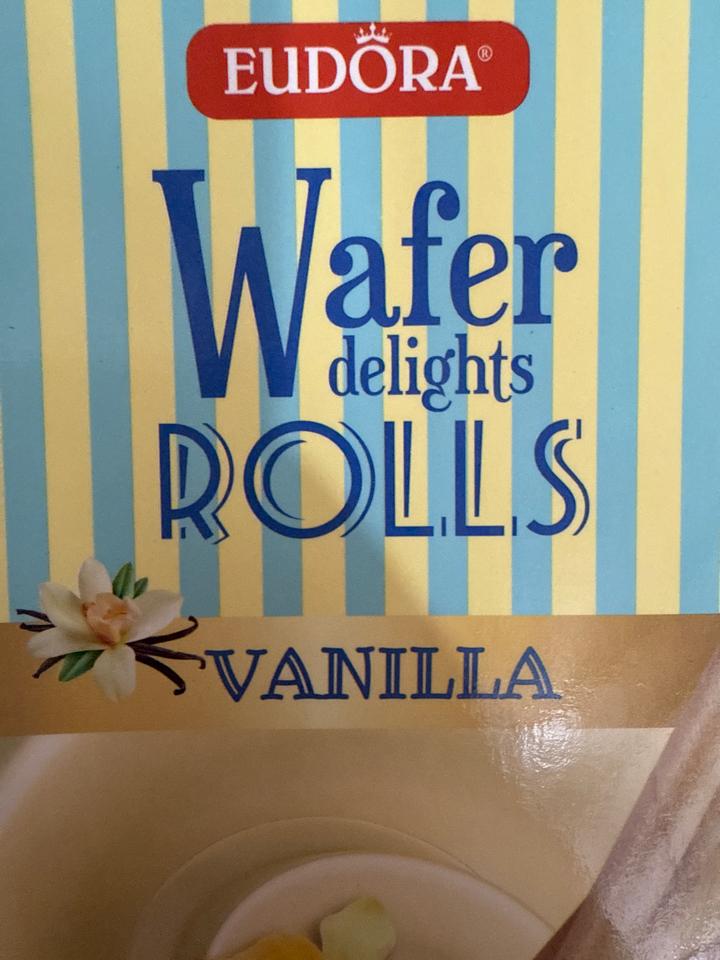 EUDORA®
Wafer
delights
ROLLS
VANILLA